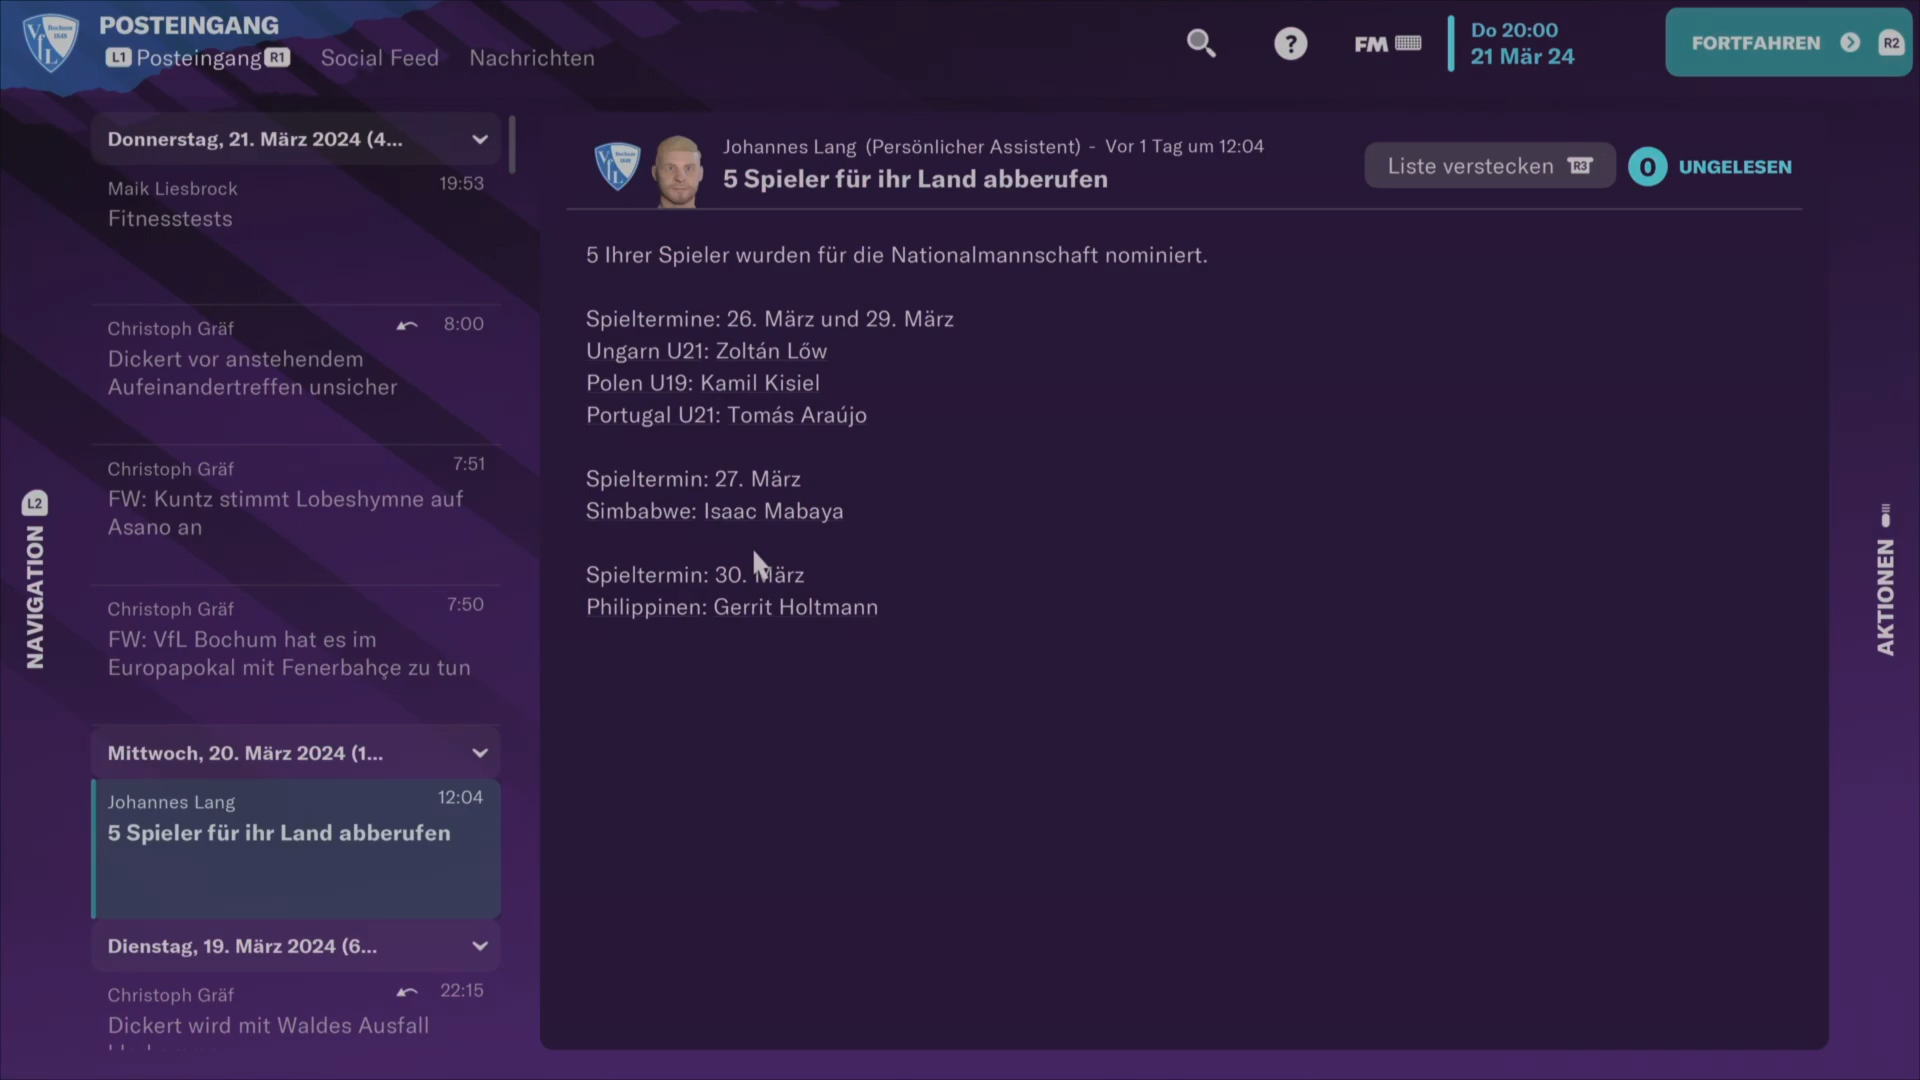 POSTEINGANG
L1 Posteingang R1 Social Feed Nachrichten
FM
Do 20:00
21 Mär 24
FORTFAHREN R2
NAVIGATION L2
Donnerstag, 21. März 2024 (4...
Maik Liesbrock 19:53
Fitnesstests
Christoph Gräf 8:00
Dickert vor anstehendem
Aufeinandertreffen unsicher
Christoph Gräf 7:51
FW: Kuntz stimmt Lobeshymne auf
Asano an
Christoph Gräf 7:50
FW: VfL Bochum hat es im
Europapokal mit Fenerbahçe zu tun
Mittwoch, 20. März 2024 (1...
Johannes Lang 12:04
5 Spieler für ihr Land abberufen
Dienstag, 19. März 2024 (6...
Christoph Gräf 22:15
Dickert wird mit Waldes Ausfall
Johannes Lang (Persönlicher Assistent) - Vor 1 Tag um 12:04
5 Spieler für ihr Land abberufen
Liste verstecken R3
0 UNGELESEN
5 Ihrer Spieler wurden für die Nationalmannschaft nominiert.
Spieltermine: 26. März und 29. März
Ungarn U21: Zoltán Lőw
Polen U19: Kamil Kisiel
Portugal U21: Tomás Araújo
Spieltermin: 27. März
Simbabwe: Isaac Mabaya
Spieltermin: 30. März
Philippinen: Gerrit Holtmann
AKTIONEN